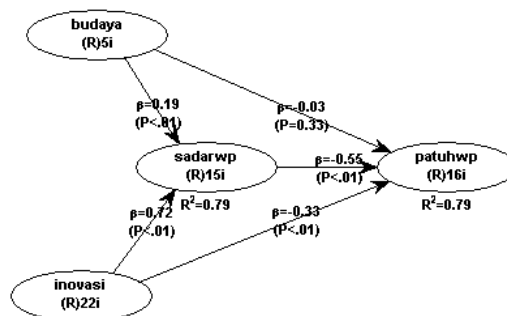 budaya
(R)5i
β=0.19
(P<.01)
β=-0.03
(P=0.33)
sadarwp
(R)15i
R²=0.79
β=-0.55
(P<.01)
patuhwp
(R)16i
R²=0.79
β=0.72
(P<.01)
β=-0.33
(P<.01)
inovasi
(R)22i